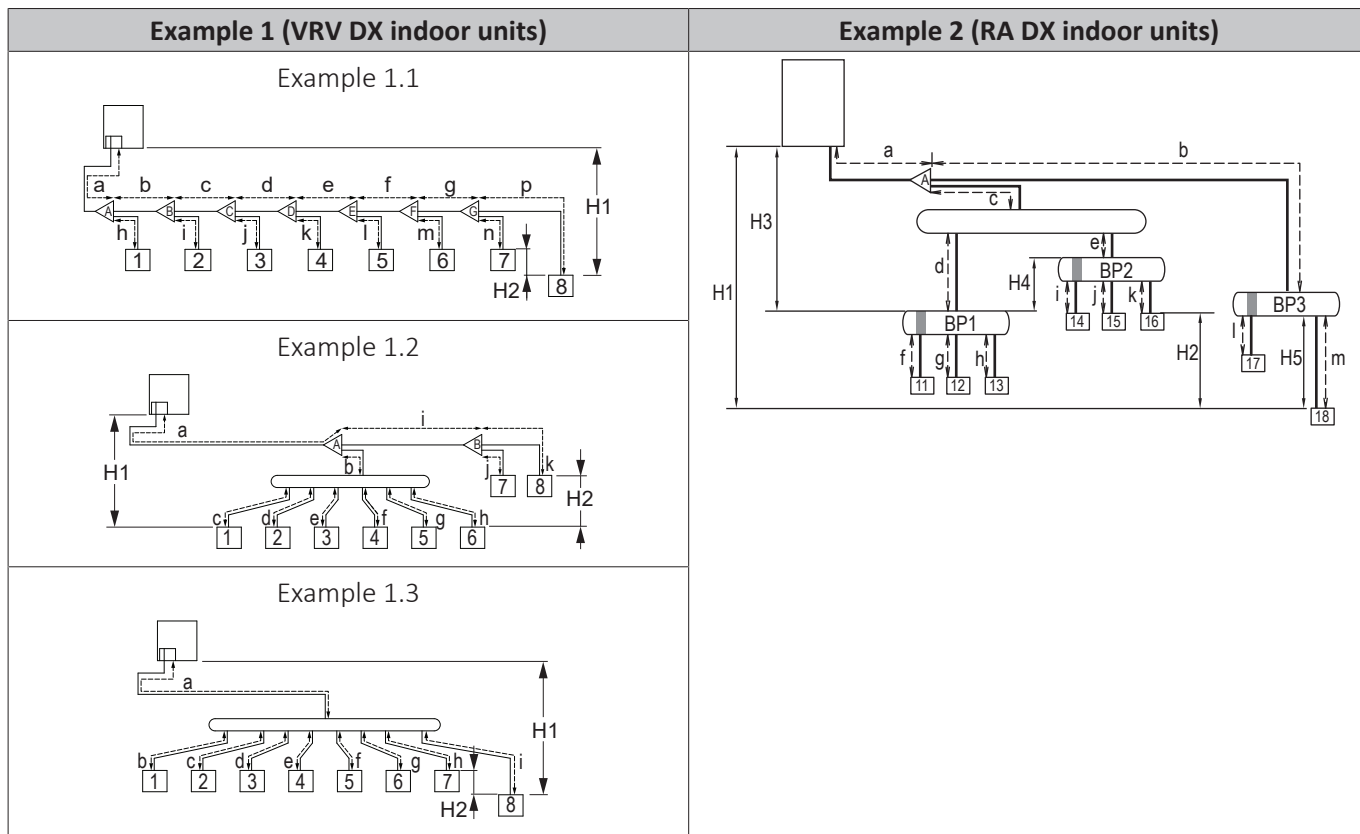 Example 1 (VRV DX indoor units)
Example 1.1
a b c d e f g p
A B C D E F G
h i j k l m n
1 2 3 4 5 6 7
8
H1
H2
Example 1.2
a i
A B
b j k
7 8
c d e f g h
1 2 3 4 5 6
H1
H2
Example 1.3
a
b c d e f g h i
1 2 3 4 5 6 7
8
H1
H2
Example 2 (RA DX indoor units)
a b
A
c
H3
e
d
H4
BP2
H1
i j k
BP3
BP1
14 15 16
l
H2
H5
m
f g h
17
11 12 13
18